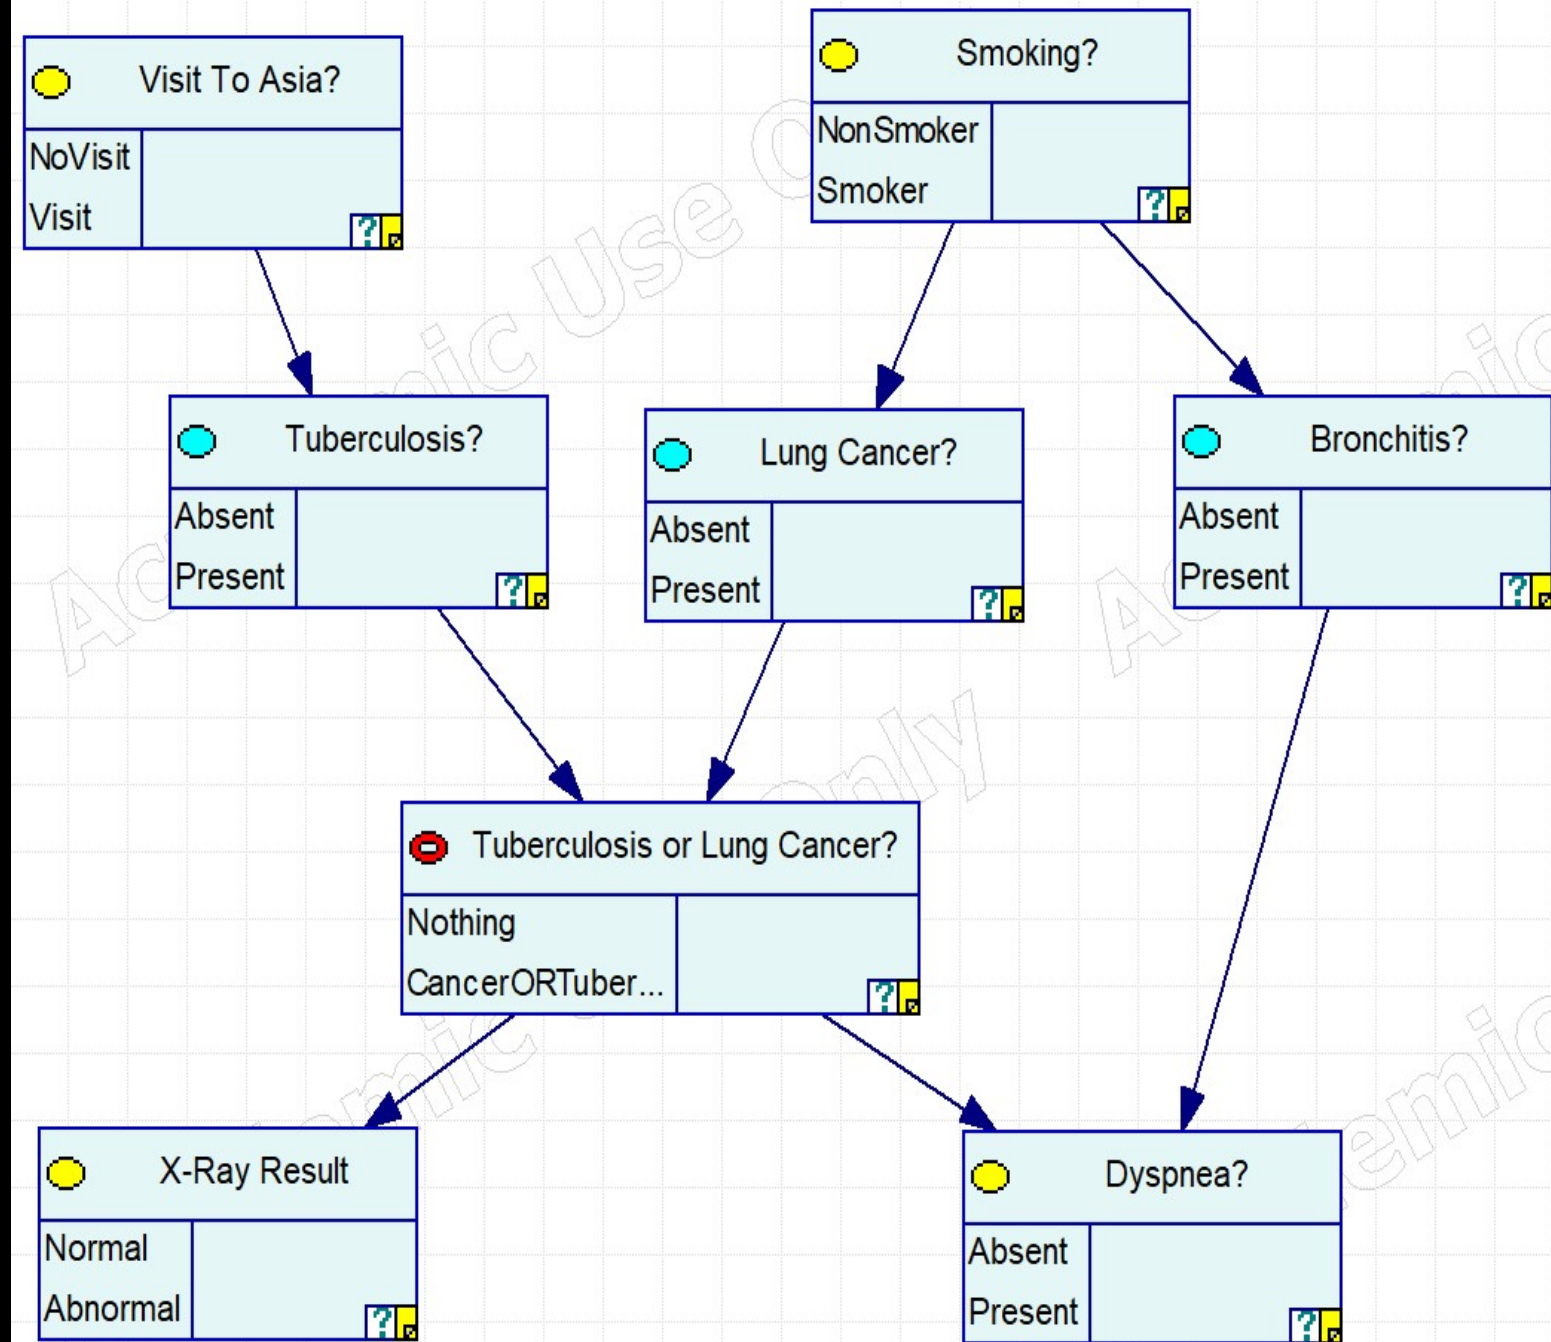 Visit To Asia?
NoVisit
Visit
?
Smoking?
NonSmoker
Smoker
?
Tuberculosis?
Absent
Present
?
Lung Cancer?
Absent
Present
?
Bronchitis?
Absent
Present
?
Tuberculosis or Lung Cancer?
Nothing
CancerORTuber...
?
X-Ray Result
Normal
Abnormal
?
Dyspnea?
Absent
Present
?